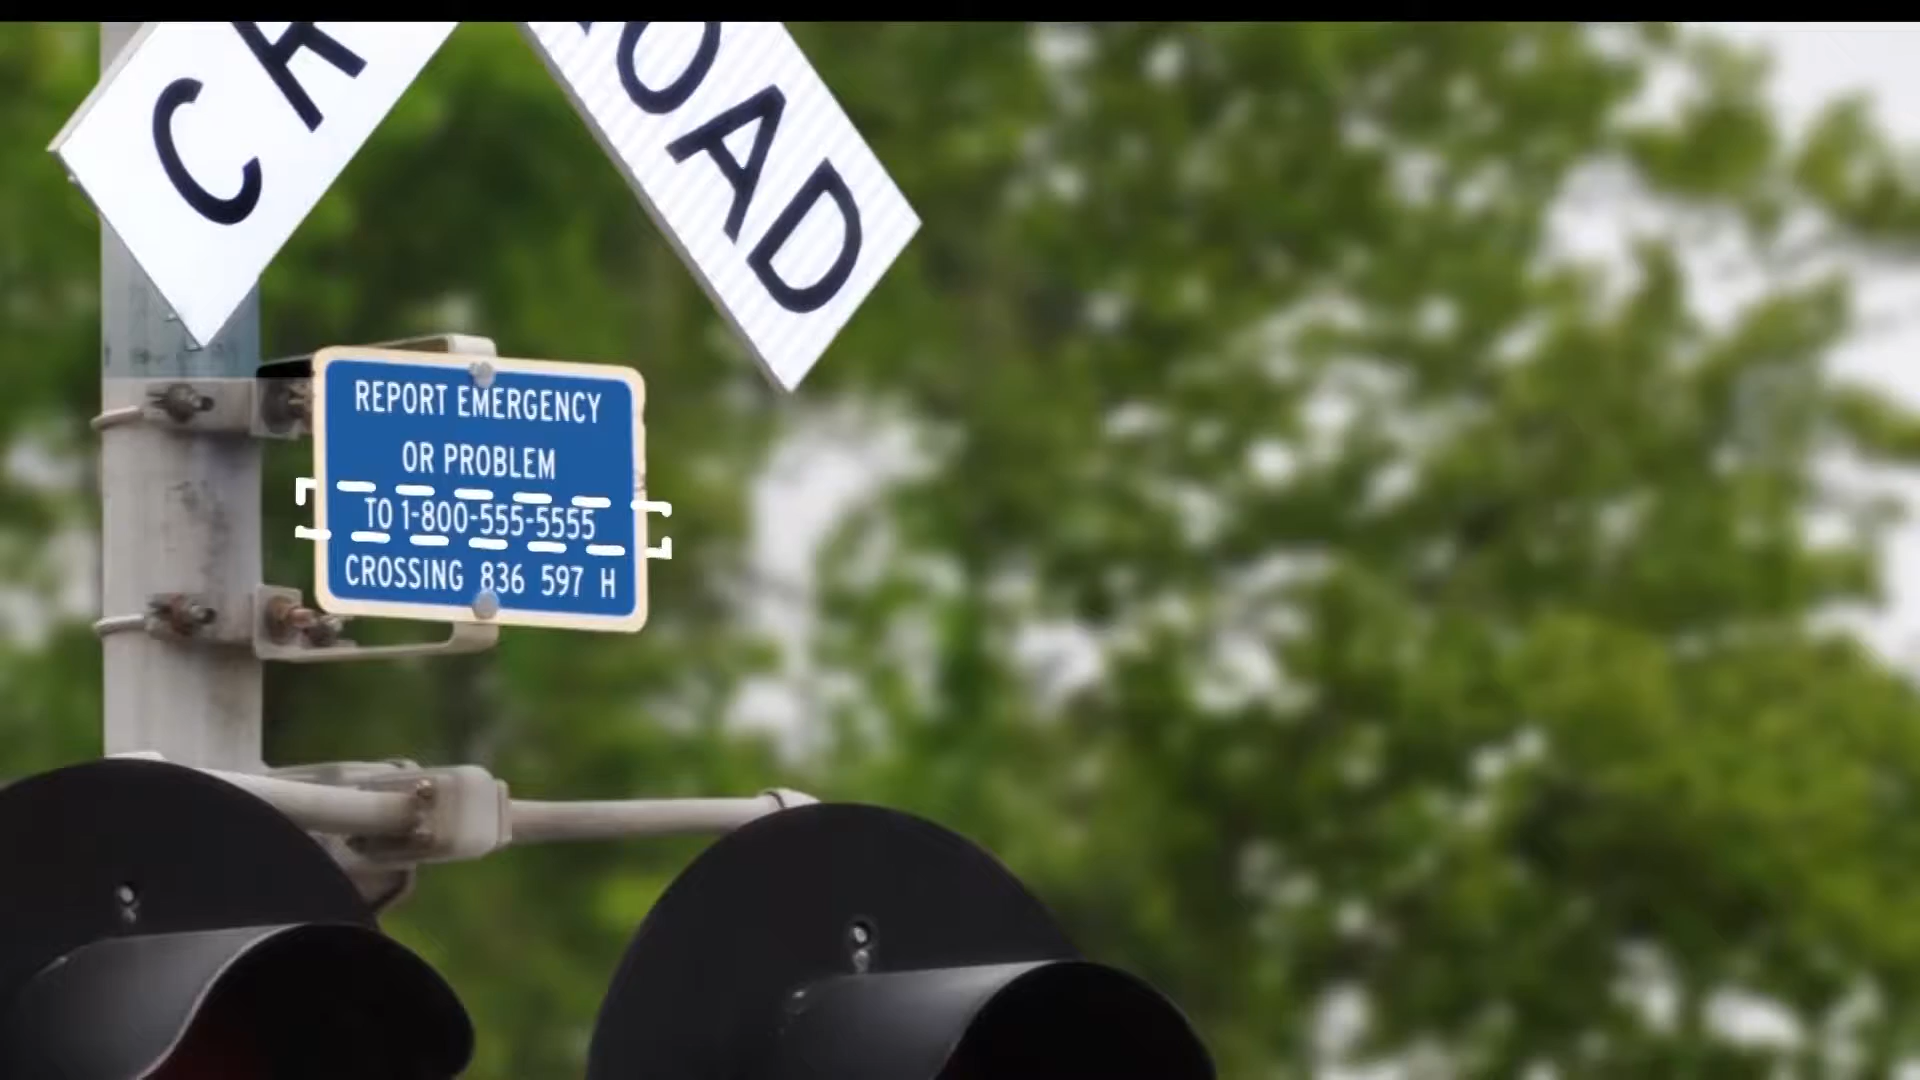 CR
OAD
REPORT EMERGENCY
OR PROBLEM
TO 1-800-555-5555
CROSSING 836 597 H